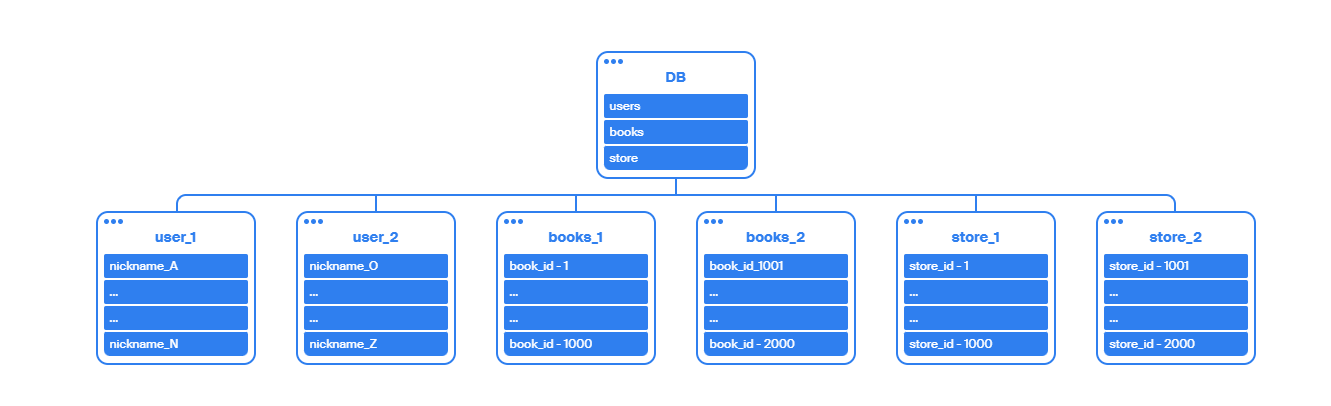 DB
users
books
store
user_1
nickname_A
...
...
nickname_N
user_2
nickname_O
...
...
nickname_Z
books_1
book_id - 1
...
...
book_id - 1000
books_2
book_id_1001
...
...
book_id - 2000
store_1
store_id - 1
...
...
store_id - 1000
store_2
store_id - 1001
...
...
store_id - 2000